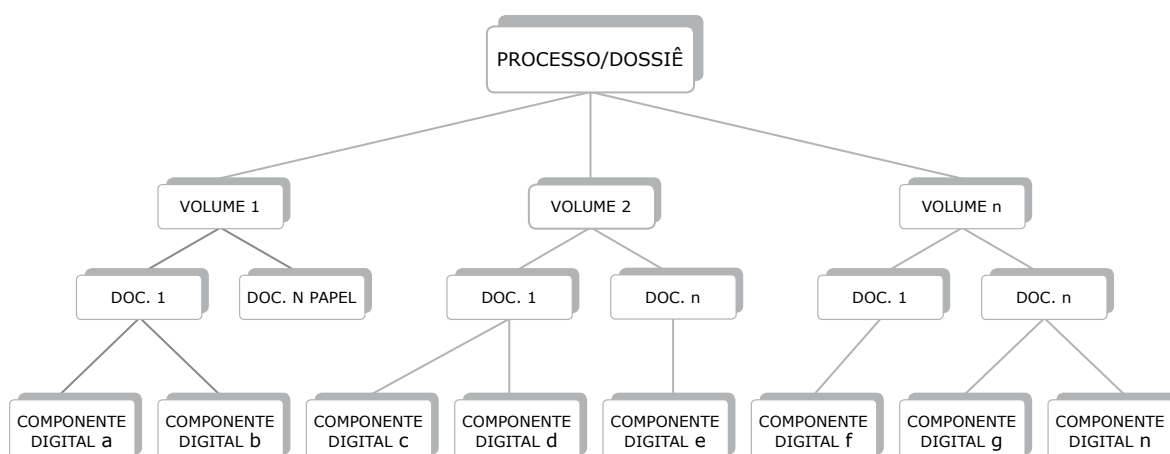 PROCESSO/DOSSIÊ
VOLUME 1
VOLUME 2
VOLUME n
DOC. 1
DOC. N PAPEL
DOC. 1
DOC. n
DOC. 1
DOC. n
COMPONENTE
DIGITAL a
COMPONENTE
DIGITAL b
COMPONENTE
DIGITAL c
COMPONENTE
DIGITAL d
COMPONENTE
DIGITAL e
COMPONENTE
DIGITAL f
COMPONENTE
DIGITAL g
COMPONENTE
DIGITAL n